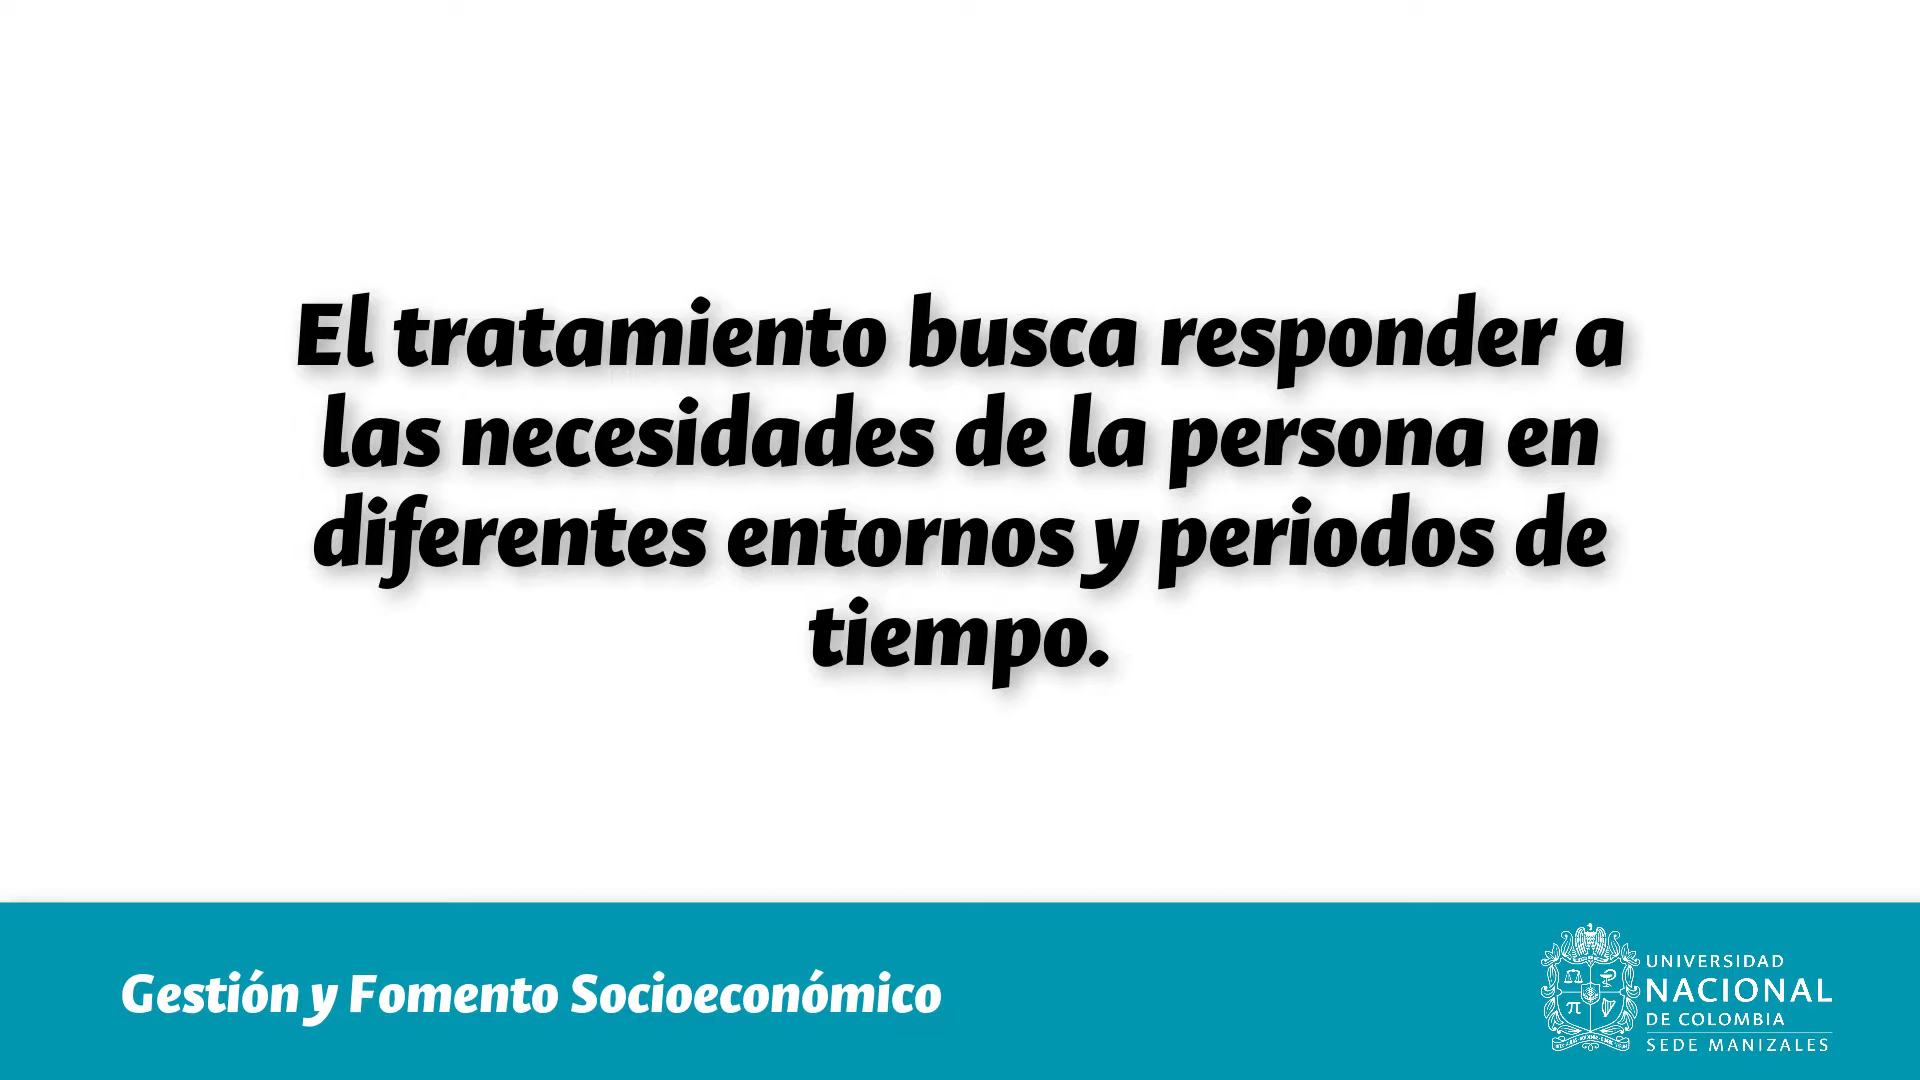 El tratamiento busca responder a
las necesidades de la persona en
diferentes entornos y periodos de
tiempo.
Gestión y Fomento Socioeconómico
UNIVERSIDAD
NACIONAL
DE COLOMBIA
SEDE MANIZALES